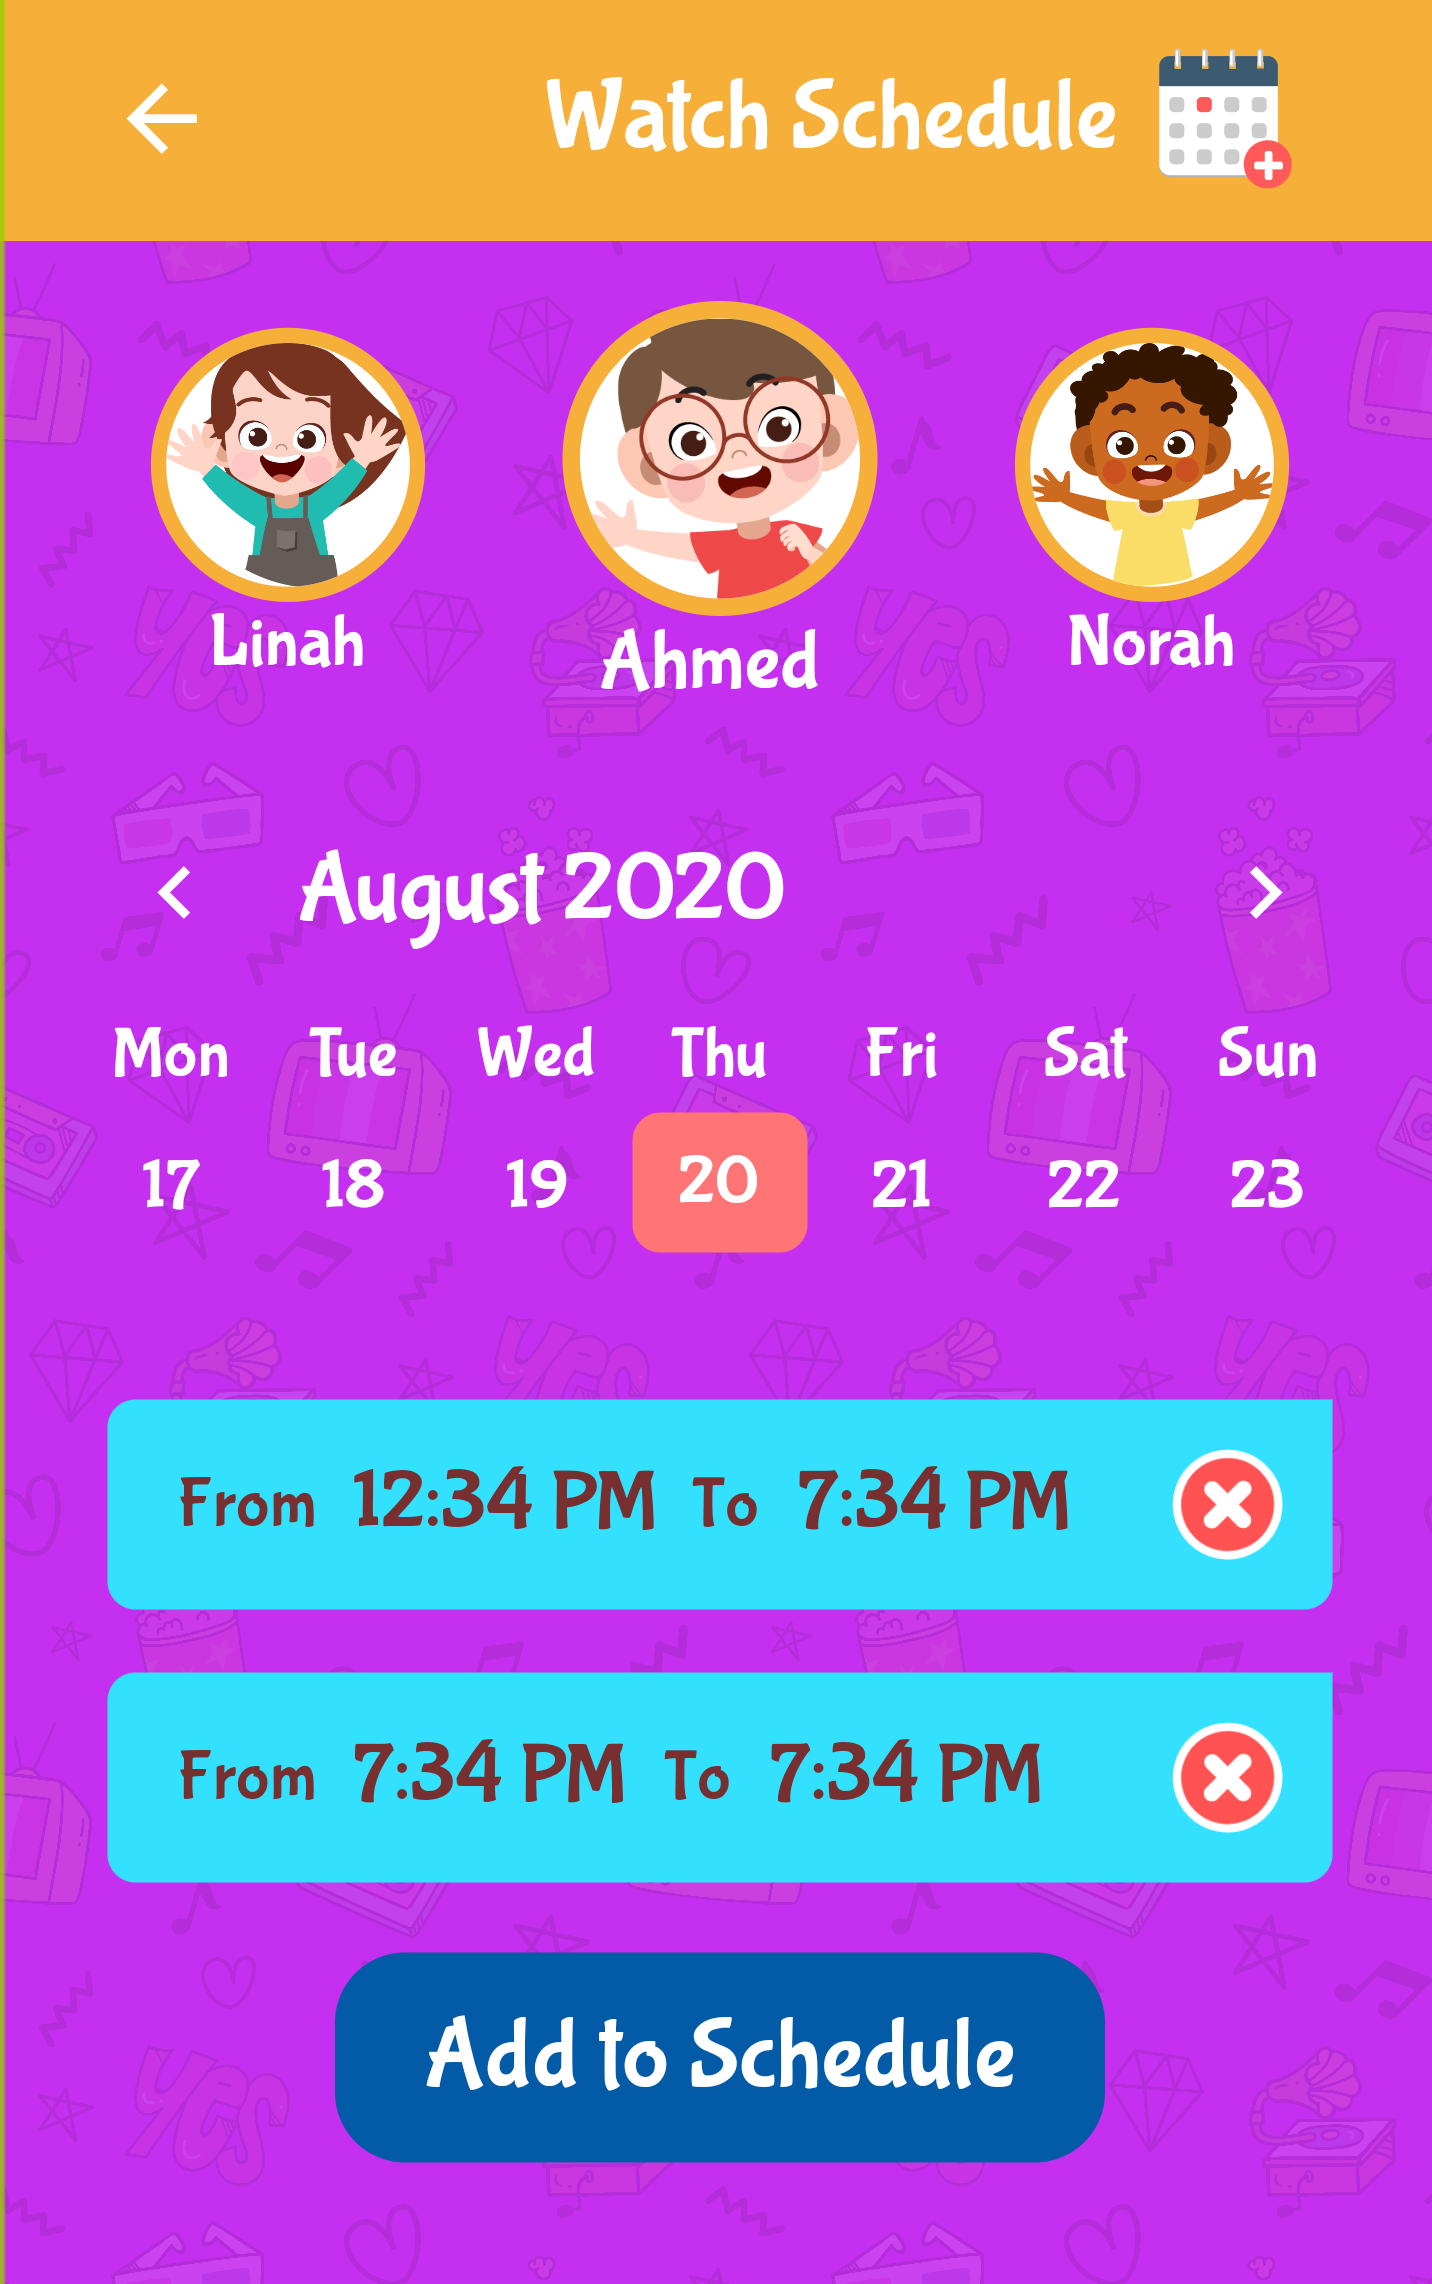 Watch Schedule
Linah
Ahmed
Norah
August 2020
Mon Tue Wed Thu Fri Sat Sun
17 18 19 20 21 22 23
From 12:34 PM To 7:34 PM
From 7:34 PM To 7:34 PM
Add to Schedule